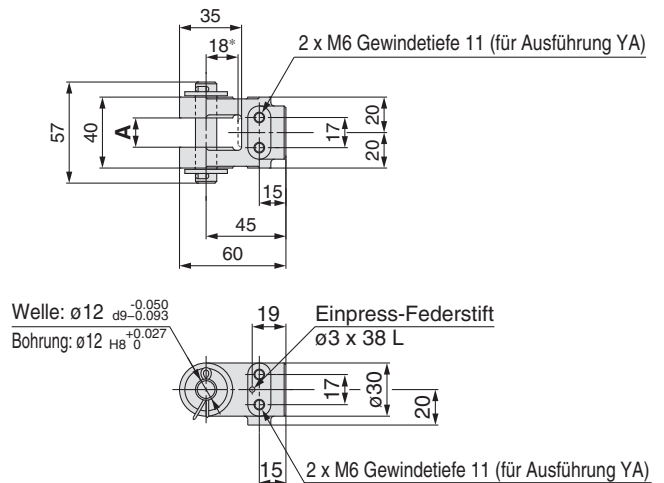 35
18*
2 x M6 Gewindetiefe 11 (für Ausführung YA)
57
40
A
17
20
20
15
45
60
Welle: ø12 d9 -0.050 -0.093
Bohrung: ø12 H8 +0.027 0
19
Einpress-Federstift
ø3 x 38 L
17
ø30
20
15
2 x M6 Gewindetiefe 11 (für Ausführung YA)